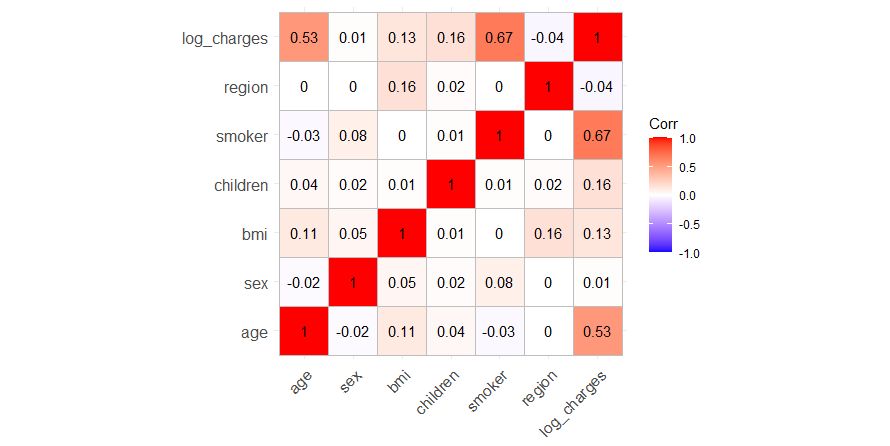 log_charges 0.53 0.01 0.13 0.16 0.67 -0.04 1
region 0 0 0.16 0.02 0 1 -0.04
smoker -0.03 0.08 0 0.01 1 0 0.67
children 0.04 0.02 0.01 1 0.01 0.02 0.16
bmi 0.11 0.05 1 0.01 0 0.16 0.13
sex -0.02 1 0.05 0.02 0.08 0 0.01
age 1 -0.02 0.11 0.04 -0.03 0 0.53
age sex bmi children smoker region log_charges
Corr
1.0
0.5
0.0
-0.5
-1.0